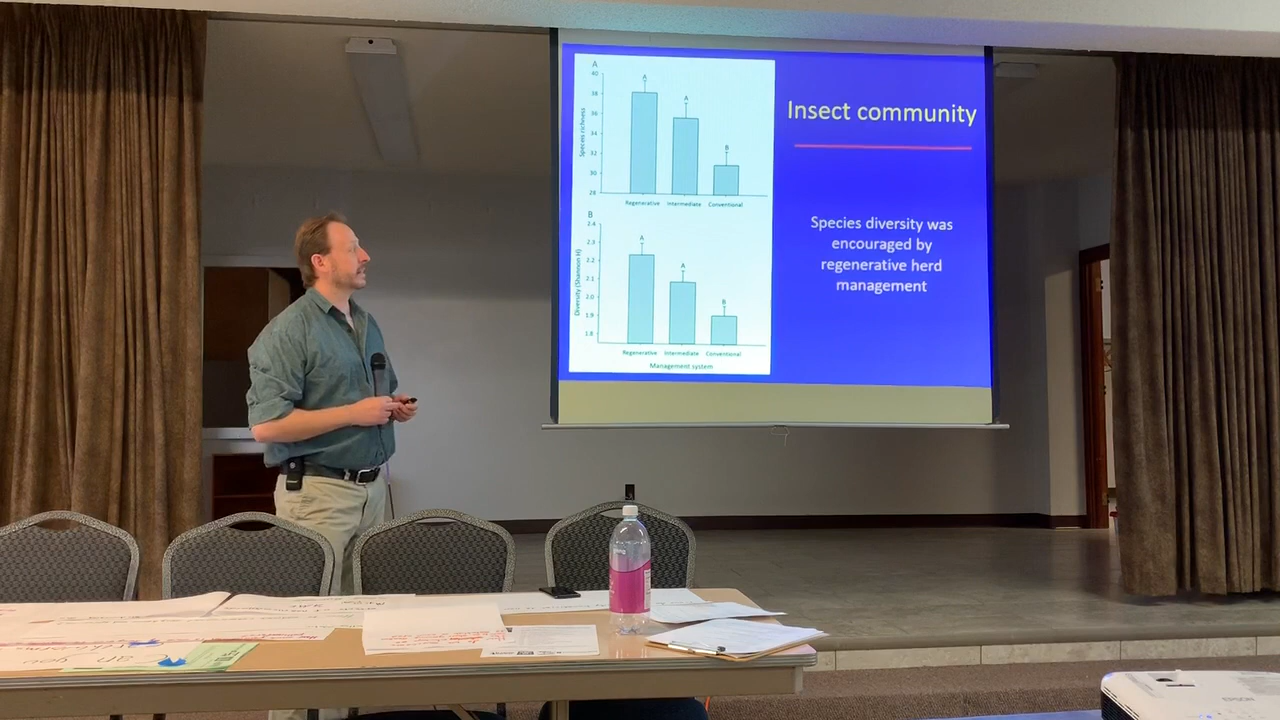 A
40
38
36
34
32
30
28
Species richness
A
A
B
Regenerative Intermediate Conventional
B
2.4
2.3
2.2
2.1
2.0
1.9
1.8
Diversity (Shannon H)
A
A
B
Regenerative Intermediate Conventional
Management system
Insect community
Species diversity was
encouraged by
regenerative herd
management
EPSON